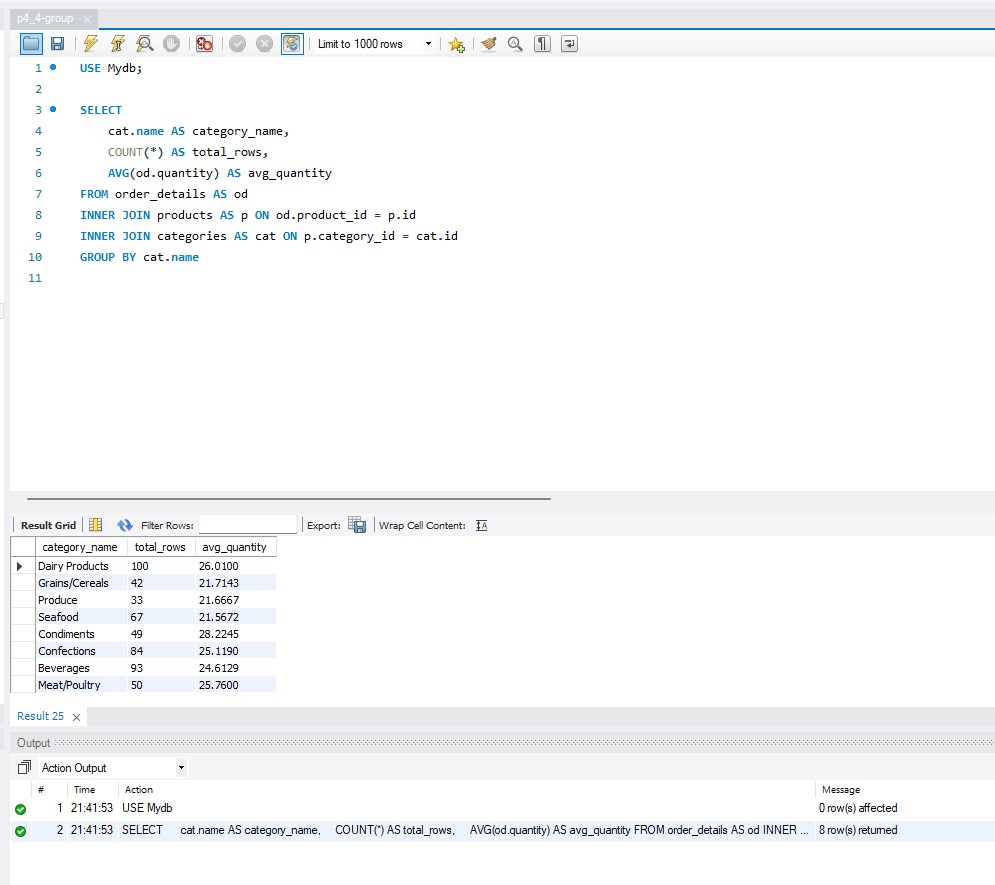 p4_4-group
Limit to 1000 rows
1 USE Mydb;
2
3 SELECT
4 cat.name AS category_name,
5 COUNT(*) AS total_rows,
6 AVG(od.quantity) AS avg_quantity
7 FROM order_details AS od
8 INNER JOIN products AS p ON od.product_id = p.id
9 INNER JOIN categories AS cat ON p.category_id = cat.id
10 GROUP BY cat.name
11
Result Grid Filter Rows: Export: Wrap Cell Content: IA
category_name total_rows avg_quantity
Dairy Products 100 26.0100
Grains/Cereals 42 21.7143
Produce 33 21.6667
Seafood 67 21.5672
Condiments 49 28.2245
Confections 84 25.1190
Beverages 93 24.6129
Meat/Poultry 50 25.7600
Result 25
Output
Action Output
# Time Action Message
1 21:41:53 USE Mydb 0 row(s) affected
2 21:41:53 SELECT cat.name AS category_name, COUNT(*) AS total_rows, AVG(od.quantity) AS avg_quantity FROM order_details AS od INNER ... 8 row(s) returned